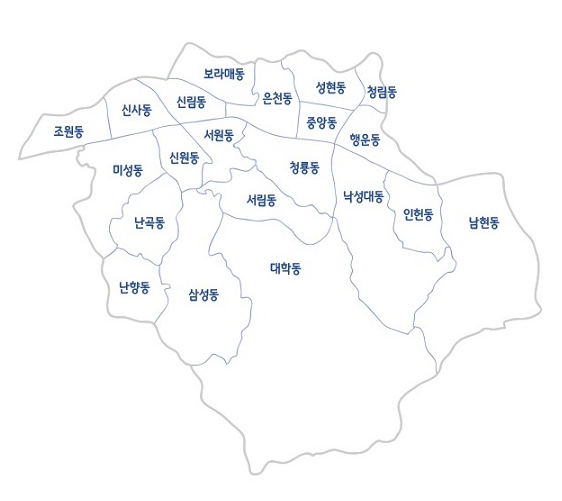 보라매동
성현동
청림동
은천동
신림동
신사동
중앙동
조원동
서원동
행운동
신원동
미성동
청룡동
낙성대동
서림동
인헌동
난곡동
남현동
대학동
난향동
삼성동